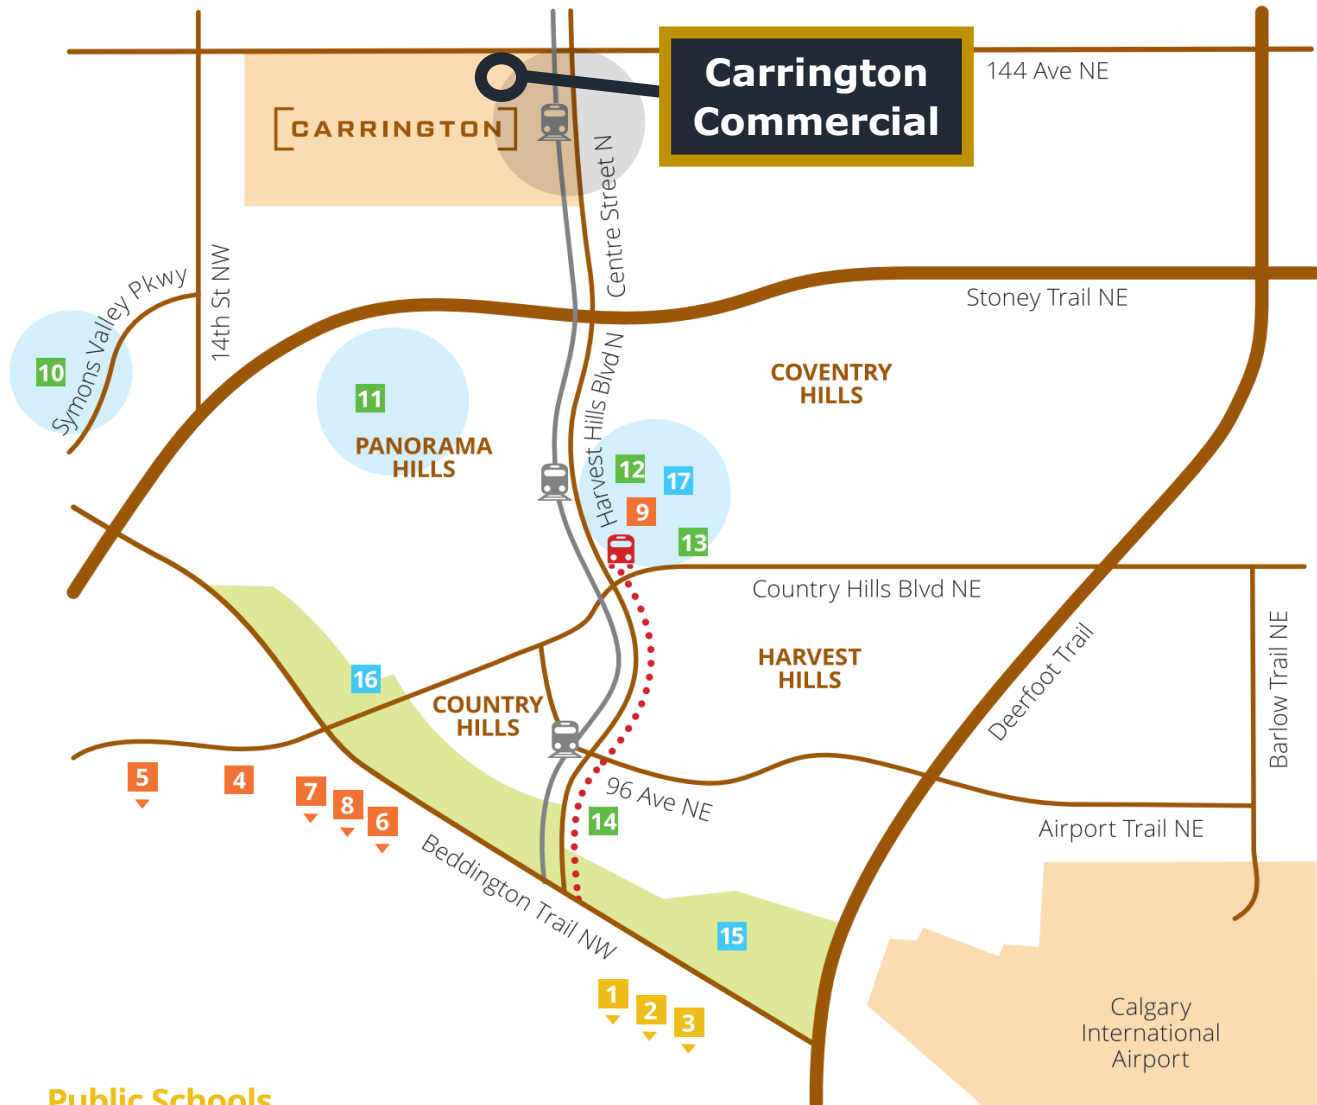 Carrington
Commercial
144 Ave NE
CARRINGTON
Centre Street N
14th St NW
Symons Valley Pkwy
Stoney Trail NE
10
11
PANORAMA
HILLS
Harvest Hills Blvd N
COVENTRY
HILLS
12
17
9
13
Country Hills Blvd NE
HARVEST
HILLS
Deerfoot Trail
Barlow Trail NE
16
COUNTRY
HILLS
5
4
7
8
6
96 Ave NE
14
Airport Trail NE
Beddington Trail NW
15
1
2
3
Calgary
International
Airport
Public Schools